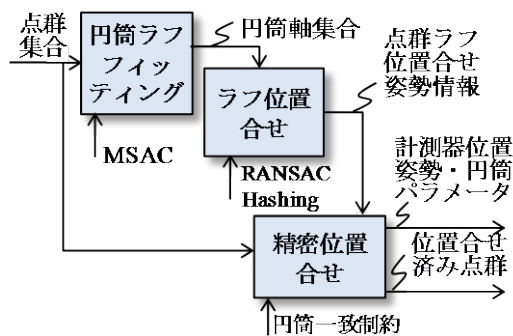 点群
集合
円筒ラフ
フィッ
ティング
円筒軸集合
MSAC
ラフ位置
合せ
点群ラフ
位置合せ
姿勢情報
RANSAC
Hashing
計測器位置
姿勢・円筒
パラメータ
精密位置
合せ
位置合せ
済み点群
円筒一致制約